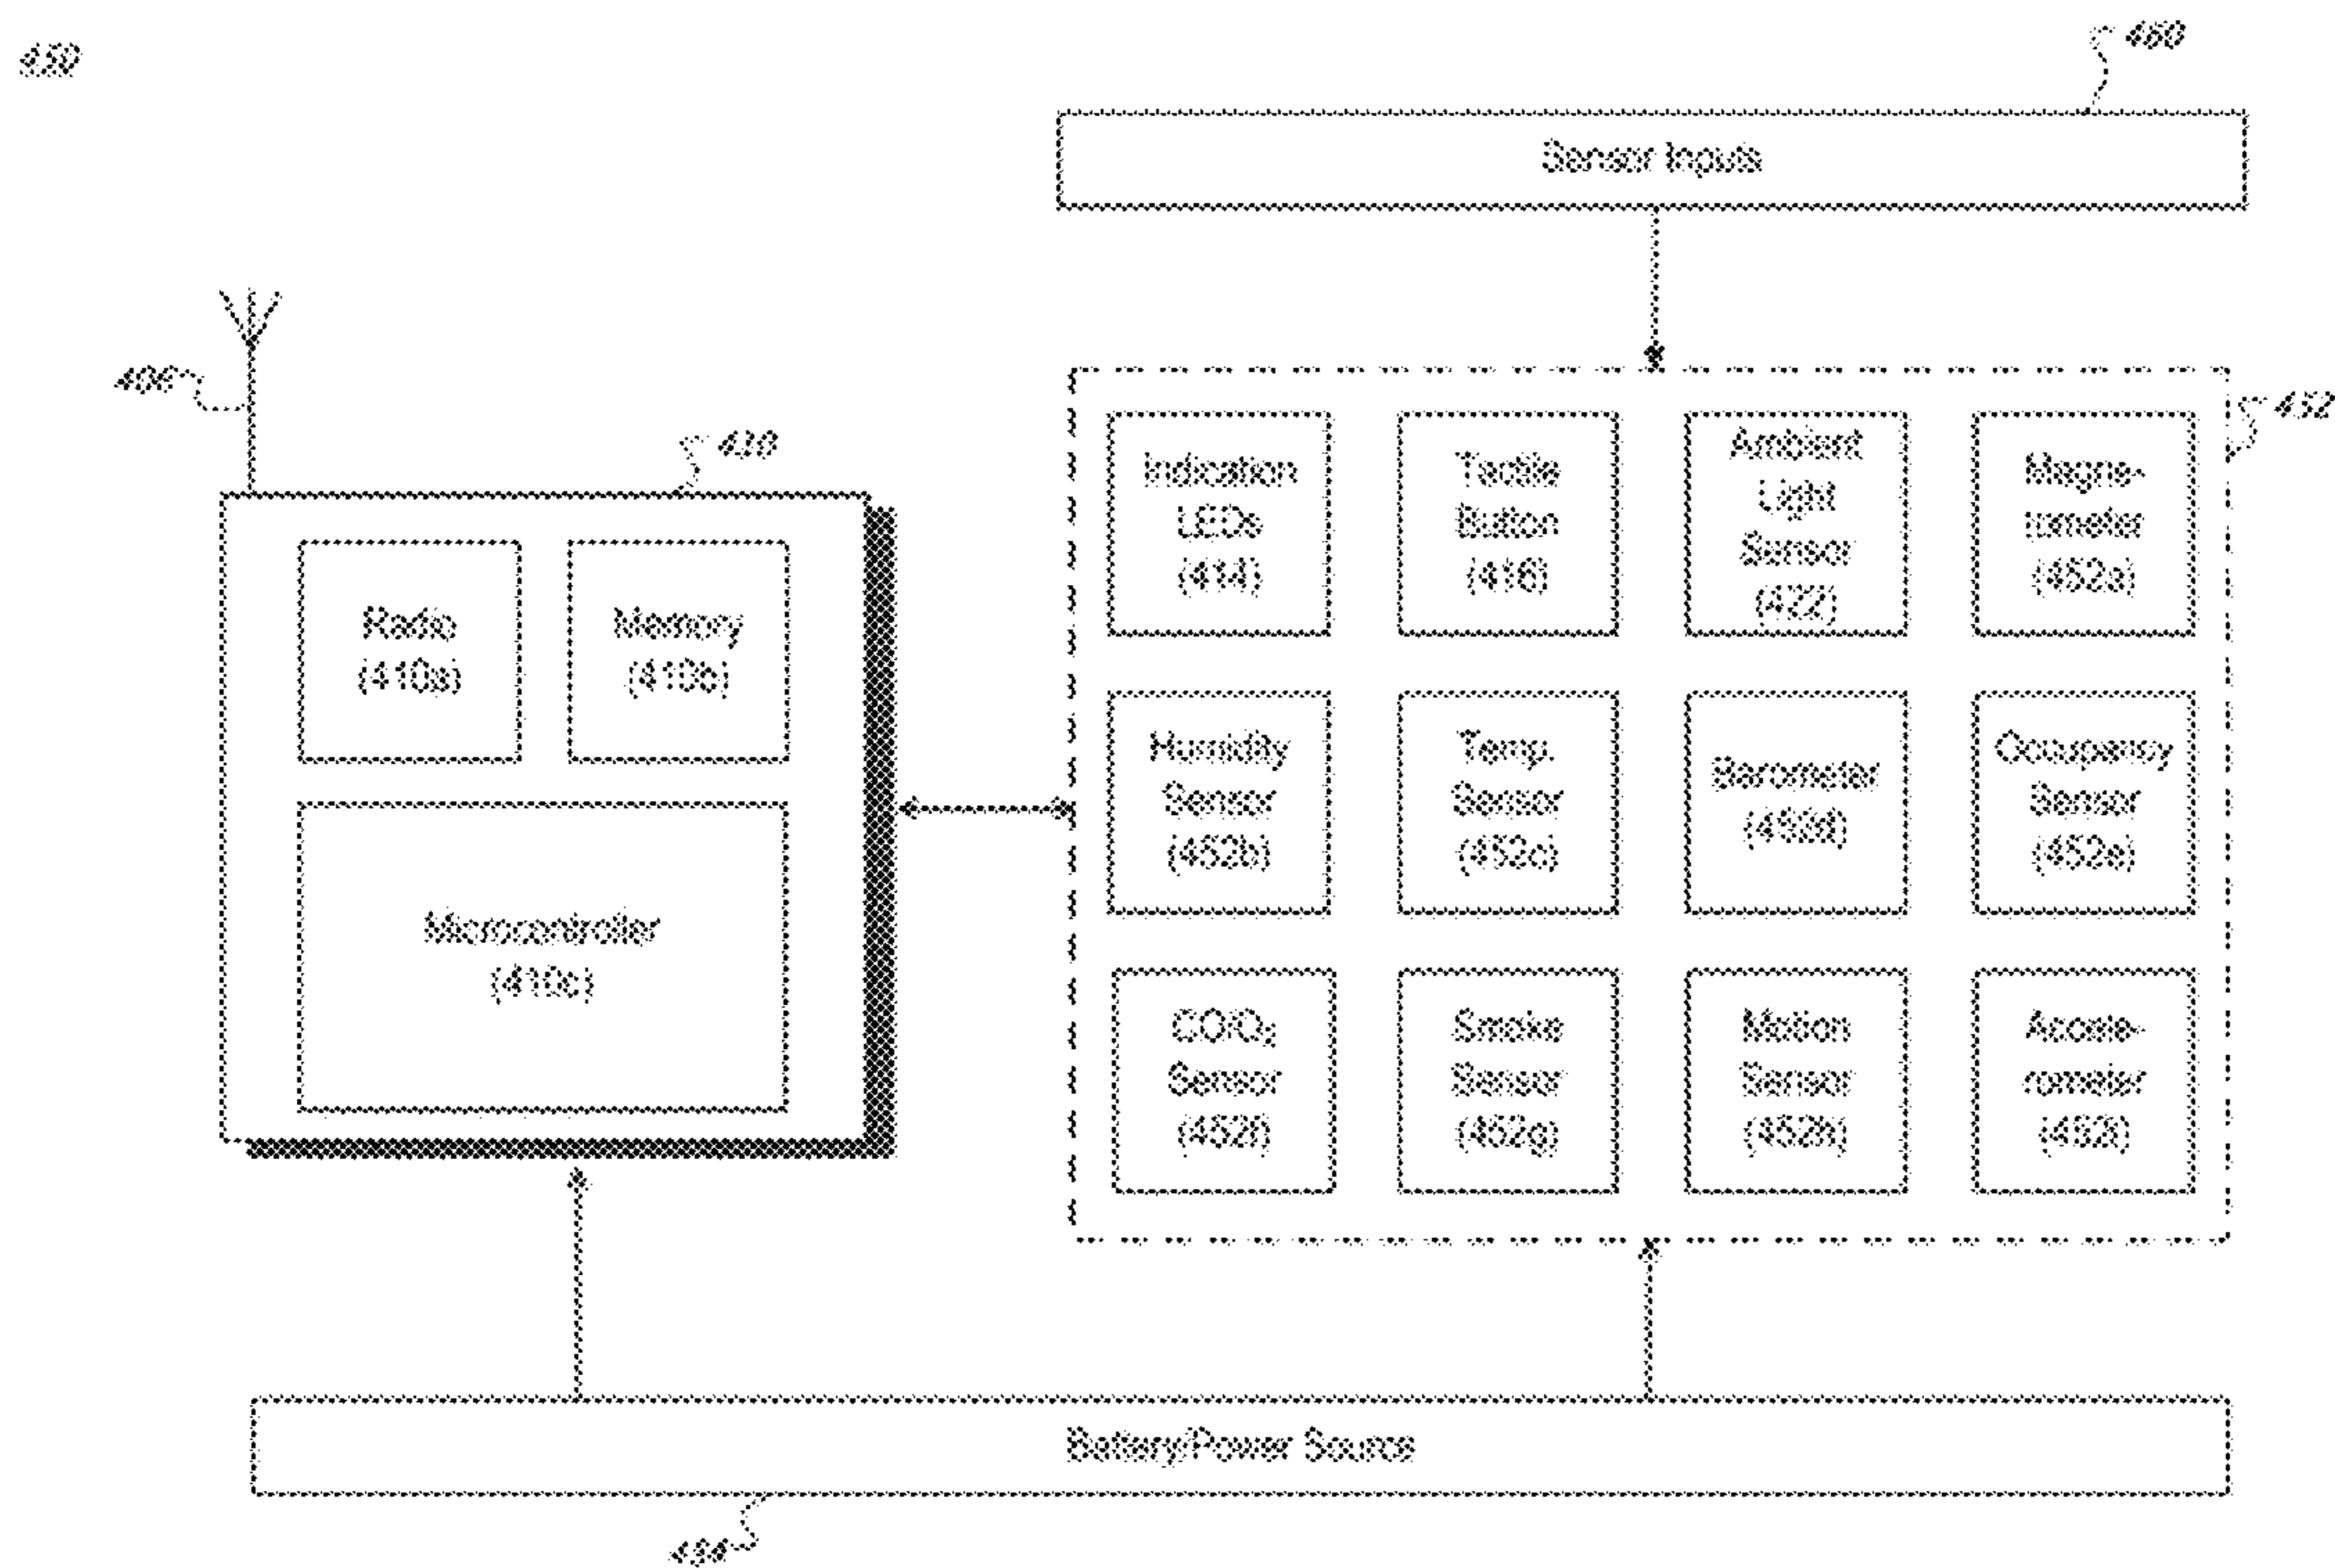 450
460
Sensor Inputs
406
410
452
Indication
LEDs
(414)
Tactile
Button
(416)
Ambient
Light
Sensor
(422)
Magne-
tometer
(452a)
Radio
(410a)
Memory
(410b)
Humidity
Sensor
(452b)
Temp.
Sensor
(452c)
Barometer
(452d)
Occupancy
Sensor
(452e)
Microcontroller
(410c)
CO/O₂
Sensor
(452f)
Smoke
Sensor
(452g)
Motion
Sensor
(452h)
Accele-
rometer
(452i)
Battery/Power Source
454